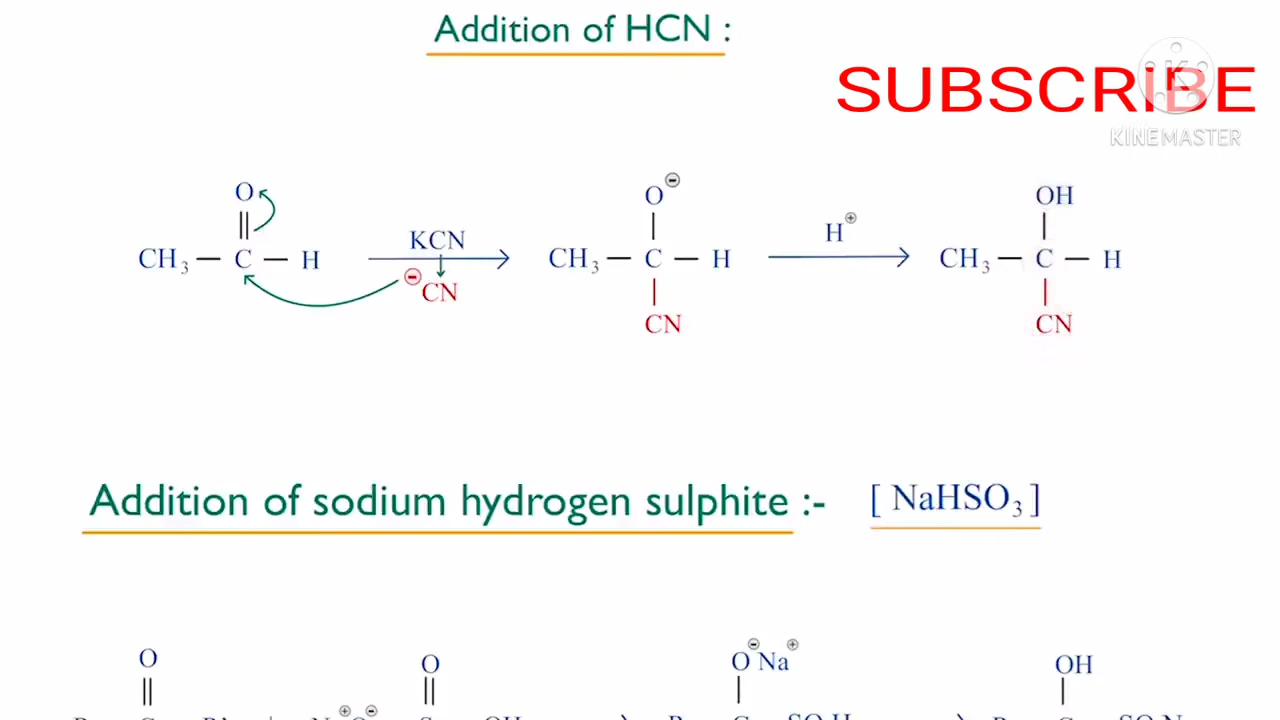 Addition of HCN :
SUBSCRIBE
KINEMASTER
O O⊖ OH
CH₃ – C – H KCN CH₃ – C – H H⊕ CH₃ – C – H
⊖CN CN CN
Addition of sodium hydrogen sulphite :- [ NaHSO₃ ]
O O O⊖Na⊕ OH